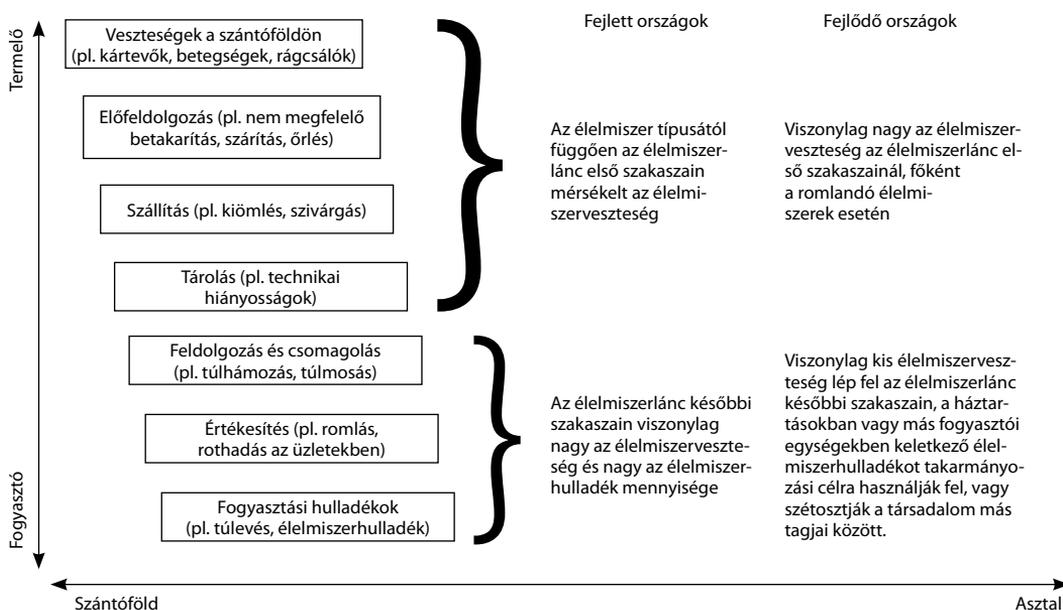 Fejlett országok
Fejlődő országok
Termelő
Veszteségek a szántóföldön
(pl. kártevők, betegségek, rágcsálók)
Előfeldolgozás (pl. nem megfelelő
betakarítás, szárítás, őrlés)
Szállítás (pl. kiömlés, szivárgás)
Tárolás (pl. technikai
hiányosságok)
Az élelmiszer típusától
függően az élelmiszer-
lánc első szakaszain
mérsékelt az élelmi-
szerveszteség
Viszonylag nagy az élelmiszer-
veszteség az élelmiszerlánc el-
ső szakaszainál, főként
a romlandó élelmi-
szerek esetén
Feldolgozás és csomagolás
(pl. túlhámozás, túlmosás)
Értékesítés (pl. romlás,
rothadás az üzletekben)
Fogyasztási hulladékok
(pl. túlevés, élelmiszerhulladék)
Az élelmiszerlánc későbbi
szakaszain viszonylag
nagy az élelmiszerveszte-
ség és nagy az élelmiszer-
hulladék mennyisége
Viszonylag kis élelmiszervesz-
teség lép fel az élelmiszerlánc
későbbi szakaszain, a háztar-
tásokban vagy más fogyasztói
egységekben keletkező élel-
miszerhulladékot takarmányo-
zási célra használják fel, vagy
szétosztják a társadalom más
tagjai között.
Fogyasztó
Szántóföld
Asztal